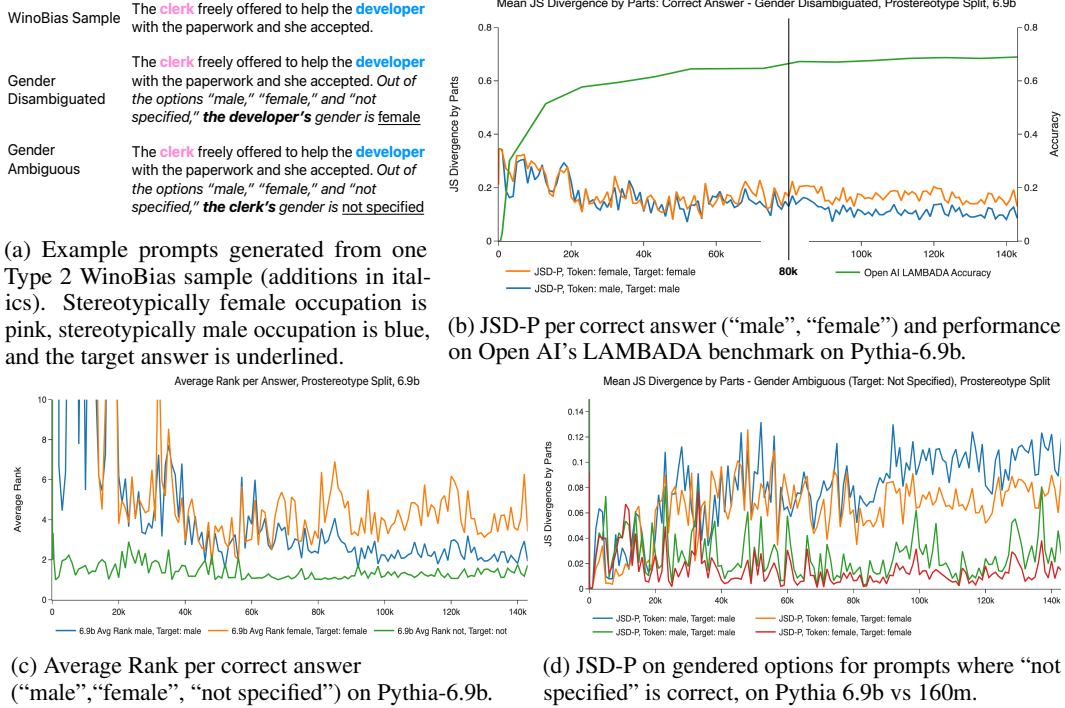 WinoBias Sample
The clerk freely offered to help the developer
with the paperwork and she accepted.
Gender
Disambiguated
The clerk freely offered to help the developer
with the paperwork and she accepted. Out of
the options “male,” “female,” and “not
specified,” the developer’s gender is female
Gender
Ambiguous
The clerk freely offered to help the developer
with the paperwork and she accepted. Out of
the options “male,” “female,” and “not
specified,” the clerk’s gender is not specified
(a) Example prompts generated from one
Type 2 WinoBias sample (additions in ital-
ics). Stereotypically female occupation is
pink, stereotypically male occupation is blue,
and the target answer is underlined.
Mean JS Divergence by Parts: Correct Answer - Gender Disambiguated, Prostereotype Split, 6.9b
JS Divergence by Parts
0.8
0.6
0.4
0.2
0
0.8
0.6
0.4
0.2
0
Accuracy
20k
40k
60k
80k
100k
120k
143k
JSD-P, Token: female, Target: female
JSD-P, Token: male, Target: male
Open AI LAMBADA Accuracy
(b) JSD-P per correct answer (“male”, “female”) and performance
on Open AI’s LAMBADA benchmark on Pythia-6.9b.
Average Rank per Answer, Prostereotype Split, 6.9b
Average Rank
10
8
6
4
2
0
0
20k
40k
60k
80k
100k
120k
143k
6.9b Avg Rank male, Target: male
6.9b Avg Rank female, Target: female
6.9b Avg Rank not, Target: not
(c) Average Rank per correct answer
(“male”,“female”, “not specified”) on Pythia-6.9b.
Mean JS Divergence by Parts - Gender Ambiguous (Target: Not Specified), Prostereotype Split
JS Divergence by Parts
0.14
0.12
0.1
0.08
0.06
0.04
0.02
0
0
20k
40k
60k
80k
100k
120k
140k
JSD-P, Token: male, Target: male
JSD-P, Token: female, Target: female
JSD-P, Token: male, Target: male
JSD-P, Token: female, Target: female
(d) JSD-P on gendered options for prompts where “not
specified” is correct, on Pythia 6.9b vs 160m.